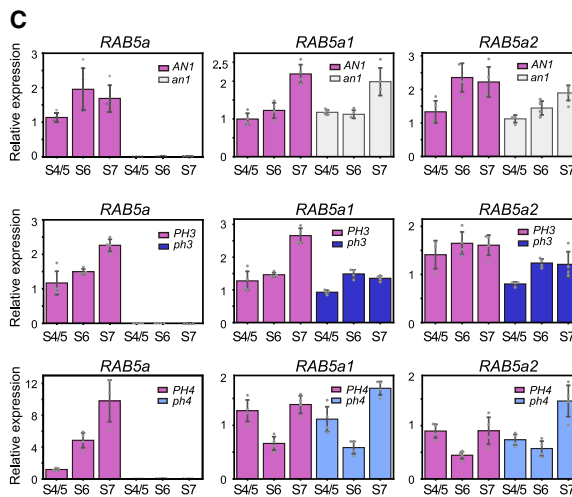 C
RAB5a RAB5a1 RAB5a2
Relative expression
3
2
1
0
AN1
an1
S4/5 S6 S7 S4/5 S6 S7
2.5
2
1
AN1
an1
S4/5 S6 S7 S4/5 S6 S7
3
2
1
0
AN1
an1
S4/5 S6 S7 S4/5 S6 S7
RAB5a RAB5a1 RAB5a2
Relative expression
3
2
1
0
PH3
ph3
S4/5 S6 S7 S4/5 S6 S7
3
2
1
0
PH3
ph3
S4/5 S6 S7 S4/5 S6 S7
2
1
0
PH3
ph3
S4/5 S6 S7 S4/5 S6 S7
RAB5a RAB5a1 RAB5a2
Relative expression
12
8
4
0
PH4
ph4
S4/5 S6 S7 S4/5 S6 S7
2
1
0
PH4
ph4
S4/5 S6 S7 S4/5 S6 S7
2
1
0
PH4
ph4
S4/5 S6 S7 S4/5 S6 S7